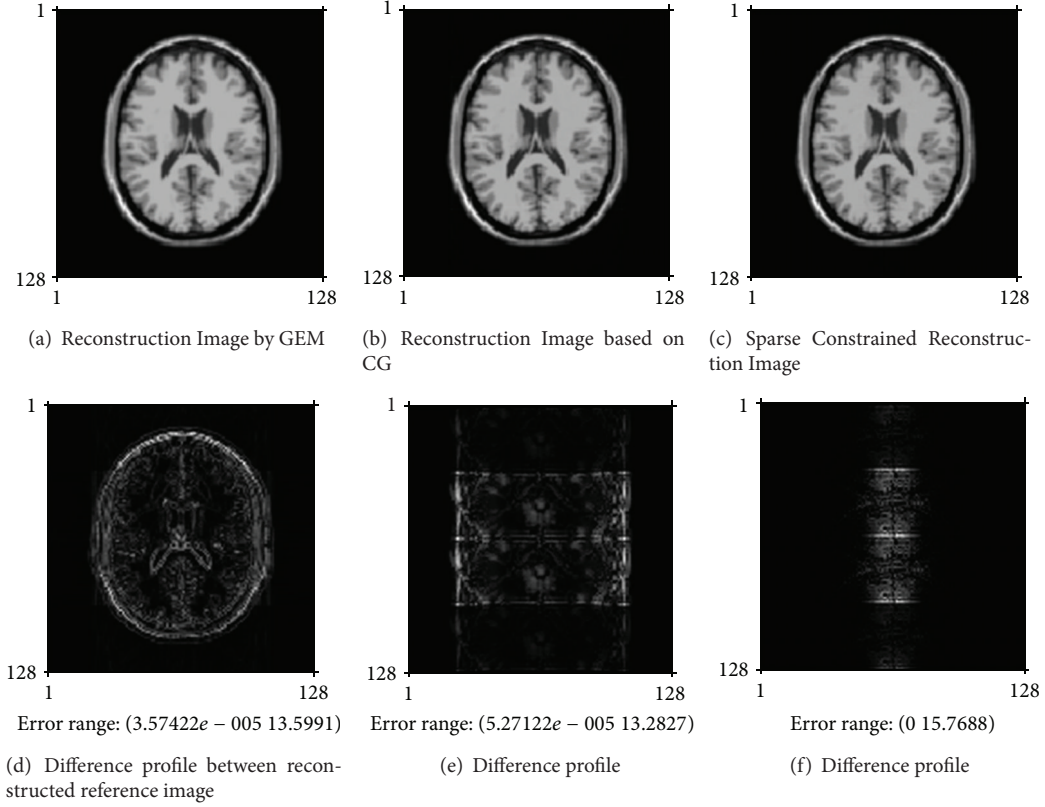 1
1
1
128
128
128
1 128
1 128
1 128
(a) Reconstruction Image by GEM
(b) Reconstruction Image based on
CG
(c) Sparse Constrained Reconstruc-
tion Image
1
1
1
128
128
128
1 128
1 128
1 128
Error range: (3.57422e − 005 13.5991)
Error range: (5.27122e − 005 13.2827)
Error range: (0 15.7688)
(d) Difference profile between recon-
structed reference image
(e) Difference profile
(f) Difference profile